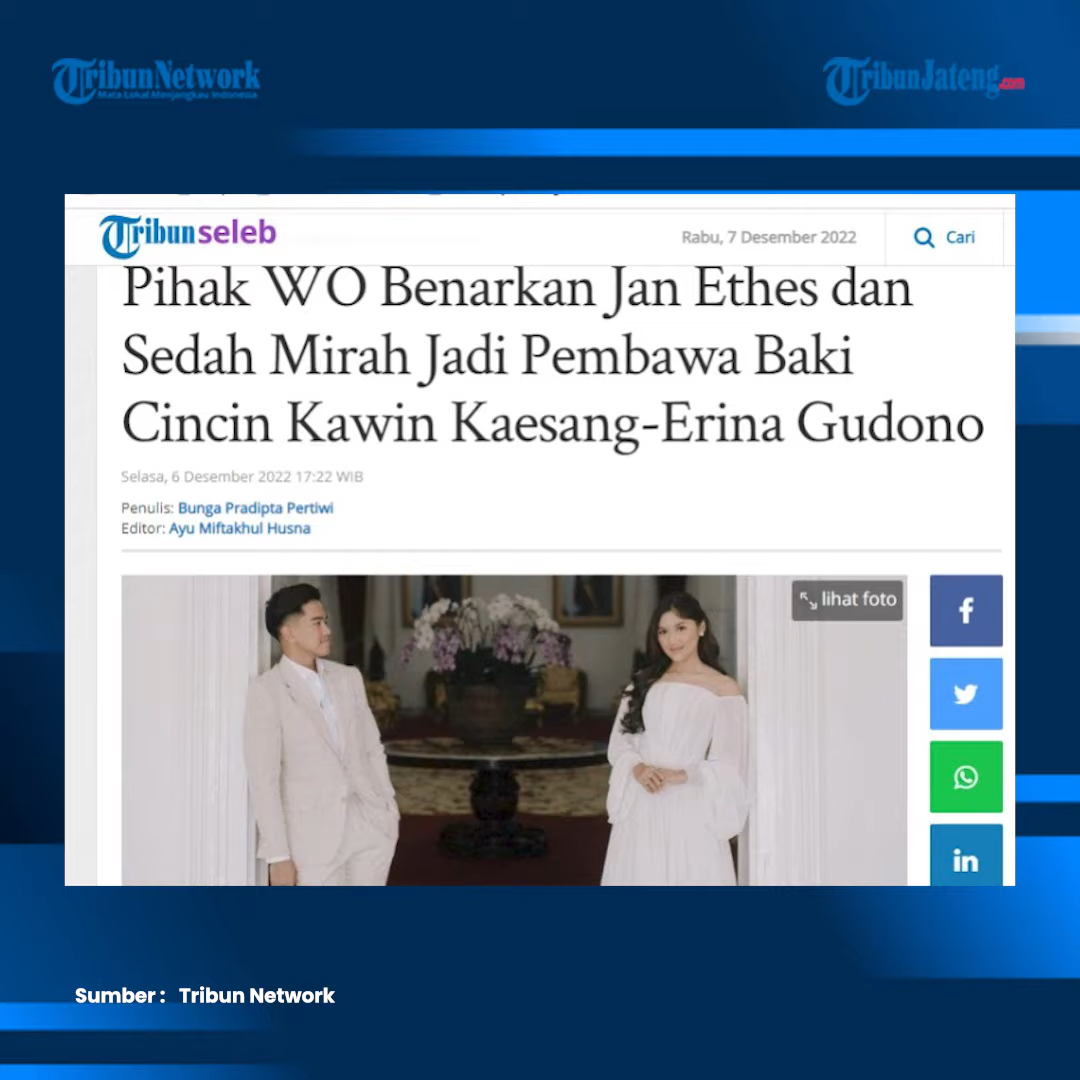 TribunNetwork
Mata Lokal Menjangkau Indonesia
TribunJateng.com
Tribunseleb
Rabu, 7 Desember 2022
Cari
Pihak WO Benarkan Jan Ethes dan
Sedah Mirah Jadi Pembawa Baki
Cincin Kawin Kaesang-Erina Gudono
Selasa, 6 Desember 2022 17:22 WIB
Penulis: Bunga Pradipta Pertiwi
Editor: Ayu Miftakhul Husna
lihat foto
Sumber : Tribun Network